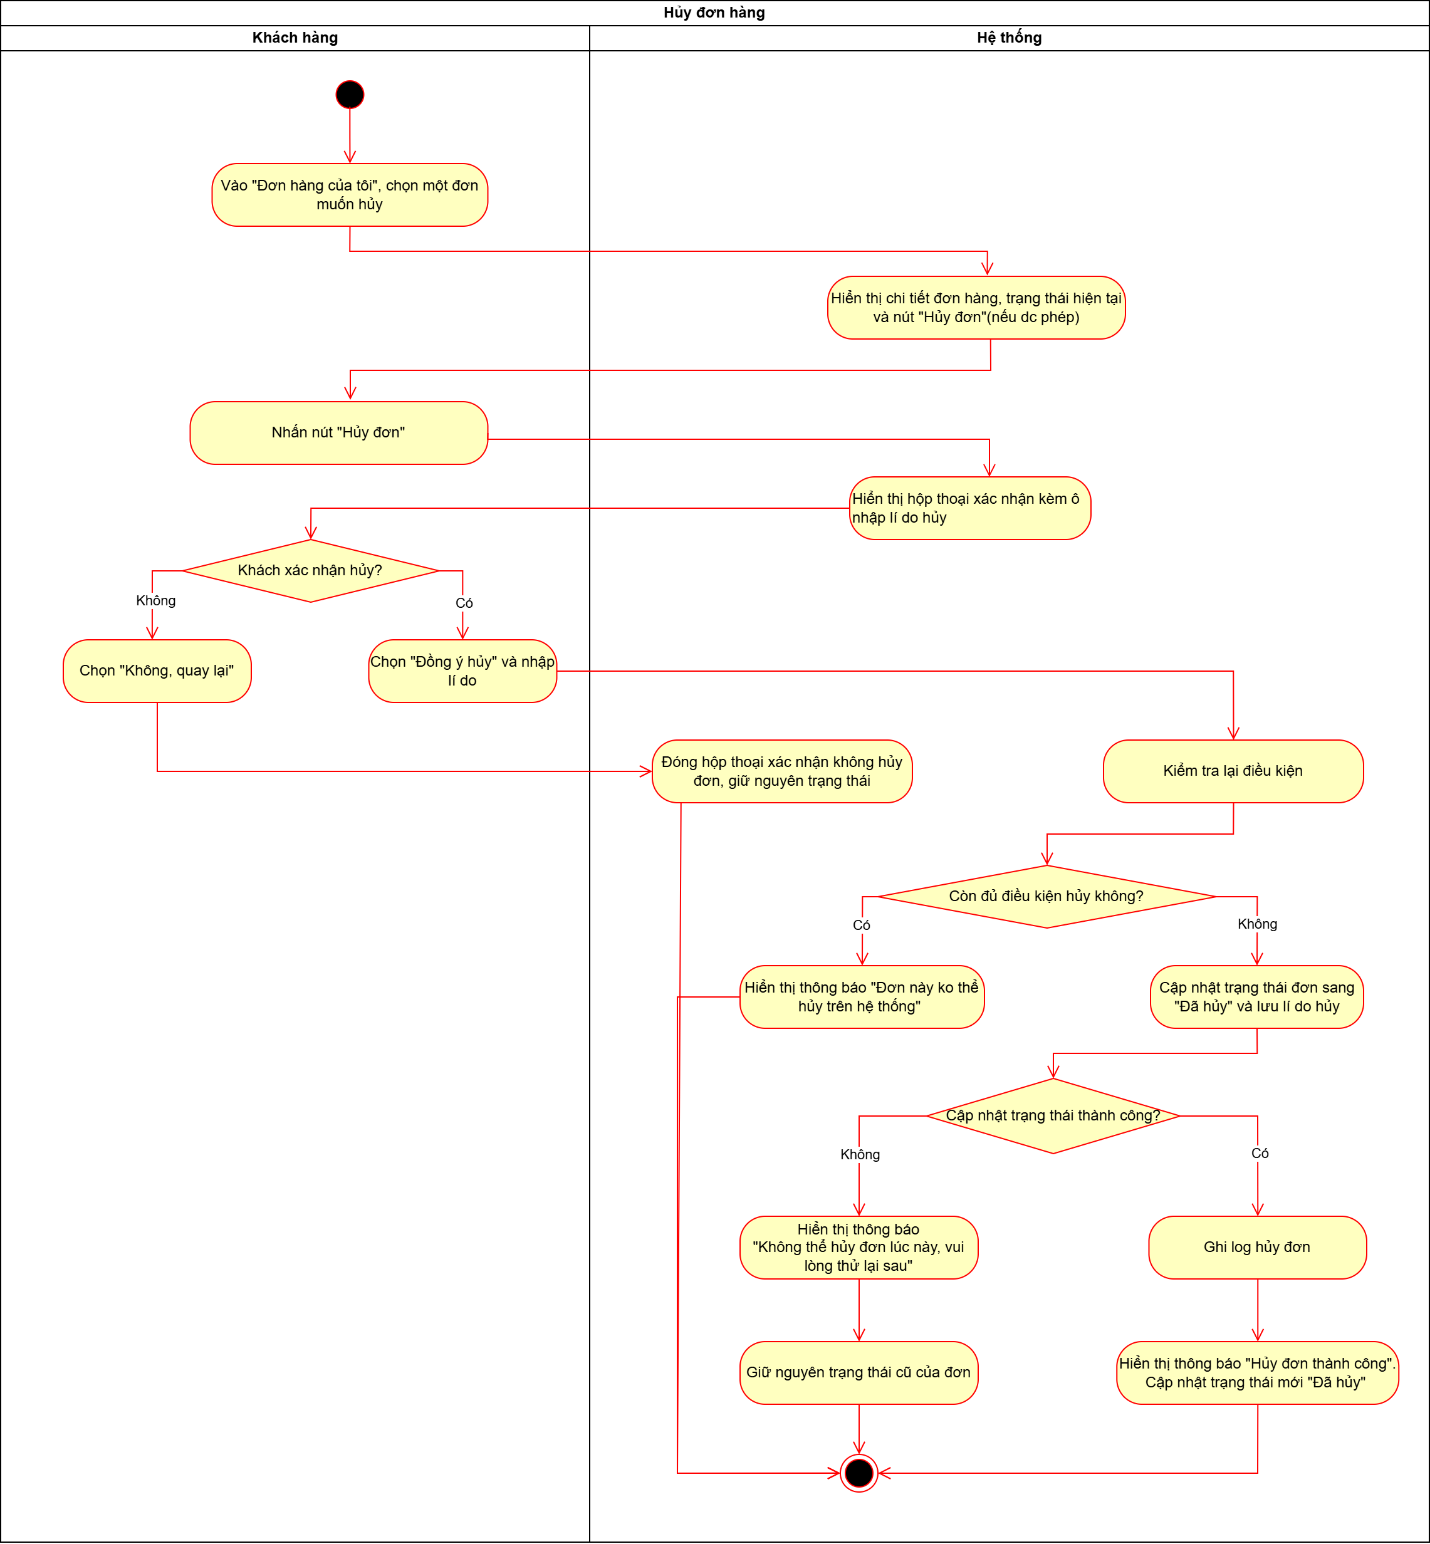 Hủy đơn hàng
Khách hàng
Hệ thống
Vào "Đơn hàng của tôi", chọn một đơn
muốn hủy
Hiển thị chi tiết đơn hàng, trạng thái hiện tại
và nút "Hủy đơn"(nếu dc phép)
Nhấn nút "Hủy đơn"
Hiển thị hộp thoại xác nhận kèm ô
nhập lí do hủy
Khách xác nhận hủy?
Không
Có
Chọn "Không, quay lại"
Chọn "Đồng ý hủy" và nhập
lí do
Đóng hộp thoại xác nhận không hủy
đơn, giữ nguyên trạng thái
Kiểm tra lại điều kiện
Còn đủ điều kiện hủy không?
Có
Không
Hiển thị thông báo "Đơn này ko thể
hủy trên hệ thống"
Cập nhật trạng thái đơn sang
"Đã hủy" và lưu lí do hủy
Cập nhật trạng thái thành công?
Không
Có
Hiển thị thông báo
"Không thể hủy đơn lúc này, vui
lòng thử lại sau"
Ghi log hủy đơn
Giữ nguyên trạng thái cũ của đơn
Hiển thị thông báo "Hủy đơn thành công".
Cập nhật trạng thái mới "Đã hủy"